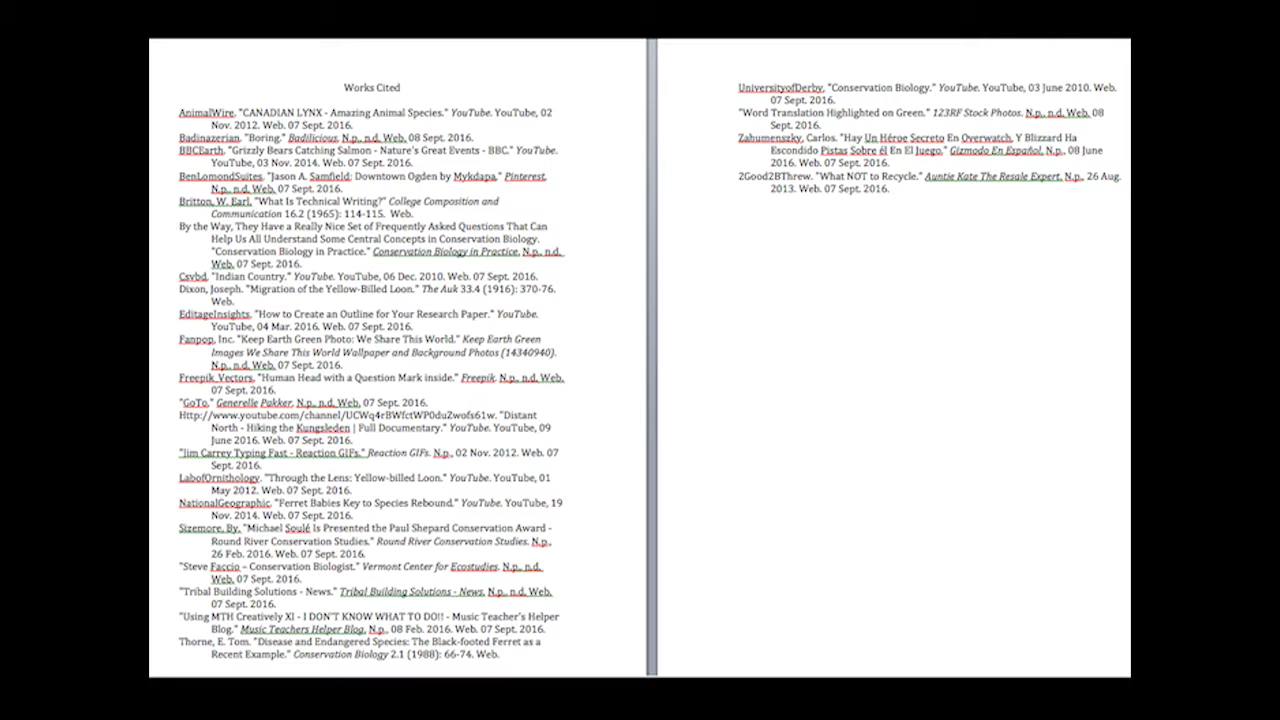 Works Cited
AnimalWire. "CANADIAN LYNX - Amazing Animal Species." YouTube. YouTube, 02
Nov. 2012. Web. 07 Sept. 2016.
Badinazerian. "Boring." Badilicious. N.p., n.d. Web. 08 Sept. 2016.
BBCEarth. "Grizzly Bears Catching Salmon - Nature's Great Events - BBC." YouTube.
YouTube, 03 Nov. 2014. Web. 07 Sept. 2016.
BenLomondSuites. "Jason A. Samfield: Downtown Ogden by Mykdapa." Pinterest.
N.p., n.d. Web. 07 Sept. 2016.
Britton, W. Earl. "What Is Technical Writing?" College Composition and
Communication 16.2 (1965): 114-115. Web.
By the Way, They Have a Really Nice Set of Frequently Asked Questions That Can
Help Us All Understand Some Central Concepts in Conservation Biology.
"Conservation Biology in Practice." Conservation Biology in Practice. N.p., n.d.
Web. 07 Sept. 2016.
Csvbd. "Indian Country." YouTube. YouTube, 06 Dec. 2010. Web. 07 Sept. 2016.
Dixon, Joseph. "Migration of the Yellow-Billed Loon." The Auk 33.4 (1916): 370-76.
Web.
EditageInsights. "How to Create an Outline for Your Research Paper." YouTube.
YouTube, 04 Mar. 2016. Web. 07 Sept. 2016.
Fanpop, Inc. "Keep Earth Green Photo: We Share This World." Keep Earth Green
Images We Share This World Wallpaper and Background Photos (14340940).
N.p., n.d. Web. 07 Sept. 2016.
Freepik_Vectors. "Human Head with a Question Mark inside." Freepik. N.p., n.d. Web.
07 Sept. 2016.
"GoTo." Generelle Pakker. N.p., n.d. Web. 07 Sept. 2016.
Http://www.youtube.com/channel/UCWq4rBWfctWP0duZwofs61w. "Distant
North - Hiking the Kungsleden | Full Documentary." YouTube. YouTube, 09
June 2016. Web. 07 Sept. 2016.
"Jim Carrey Typing Fast - Reaction GIFs." Reaction GIFs. N.p., 02 Nov. 2012. Web. 07
Sept. 2016.
LabofOrnithology. "Through the Lens: Yellow-billed Loon." YouTube. YouTube, 01
May 2012. Web. 07 Sept. 2016.
NationalGeographic. "Ferret Babies Key to Species Rebound." YouTube. YouTube, 19
Nov. 2014. Web. 07 Sept. 2016.
Sizemore, By. "Michael Soulé Is Presented the Paul Shepard Conservation Award -
Round River Conservation Studies." Round River Conservation Studies. N.p.,
26 Feb. 2016. Web. 07 Sept. 2016.
"Steve Faccio – Conservation Biologist." Vermont Center for Ecostudies. N.p., n.d.
Web. 07 Sept. 2016.
"Tribal Building Solutions - News." Tribal Building Solutions - News. N.p., n.d. Web.
07 Sept. 2016.
"Using MTH Creatively XI - I DON'T KNOW WHAT TO DO!! - Music Teacher's Helper
Blog." Music Teachers Helper Blog. N.p., 08 Feb. 2016. Web. 07 Sept. 2016.
Thorne, E. Tom. "Disease and Endangered Species: The Black-footed Ferret as a
Recent Example." Conservation Biology 2.1 (1988): 66-74. Web.
UniversityofDerby. "Conservation Biology." YouTube. YouTube, 03 June 2010. Web.
07 Sept. 2016.
"Word Translation Highlighted on Green." 123RF Stock Photos. N.p., n.d. Web. 08
Sept. 2016.
Zahumenszky, Carlos. "Hay Un Héroe Secreto En Overwatch, Y Blizzard Ha
Escondido Pistas Sobre él En El Juego." Gizmodo En Español. N.p., 08 June
2016. Web. 07 Sept. 2016.
2Good2BThrew. "What NOT to Recycle." Auntie Kate The Resale Expert. N.p., 26 Aug.
2013. Web. 07 Sept. 2016.